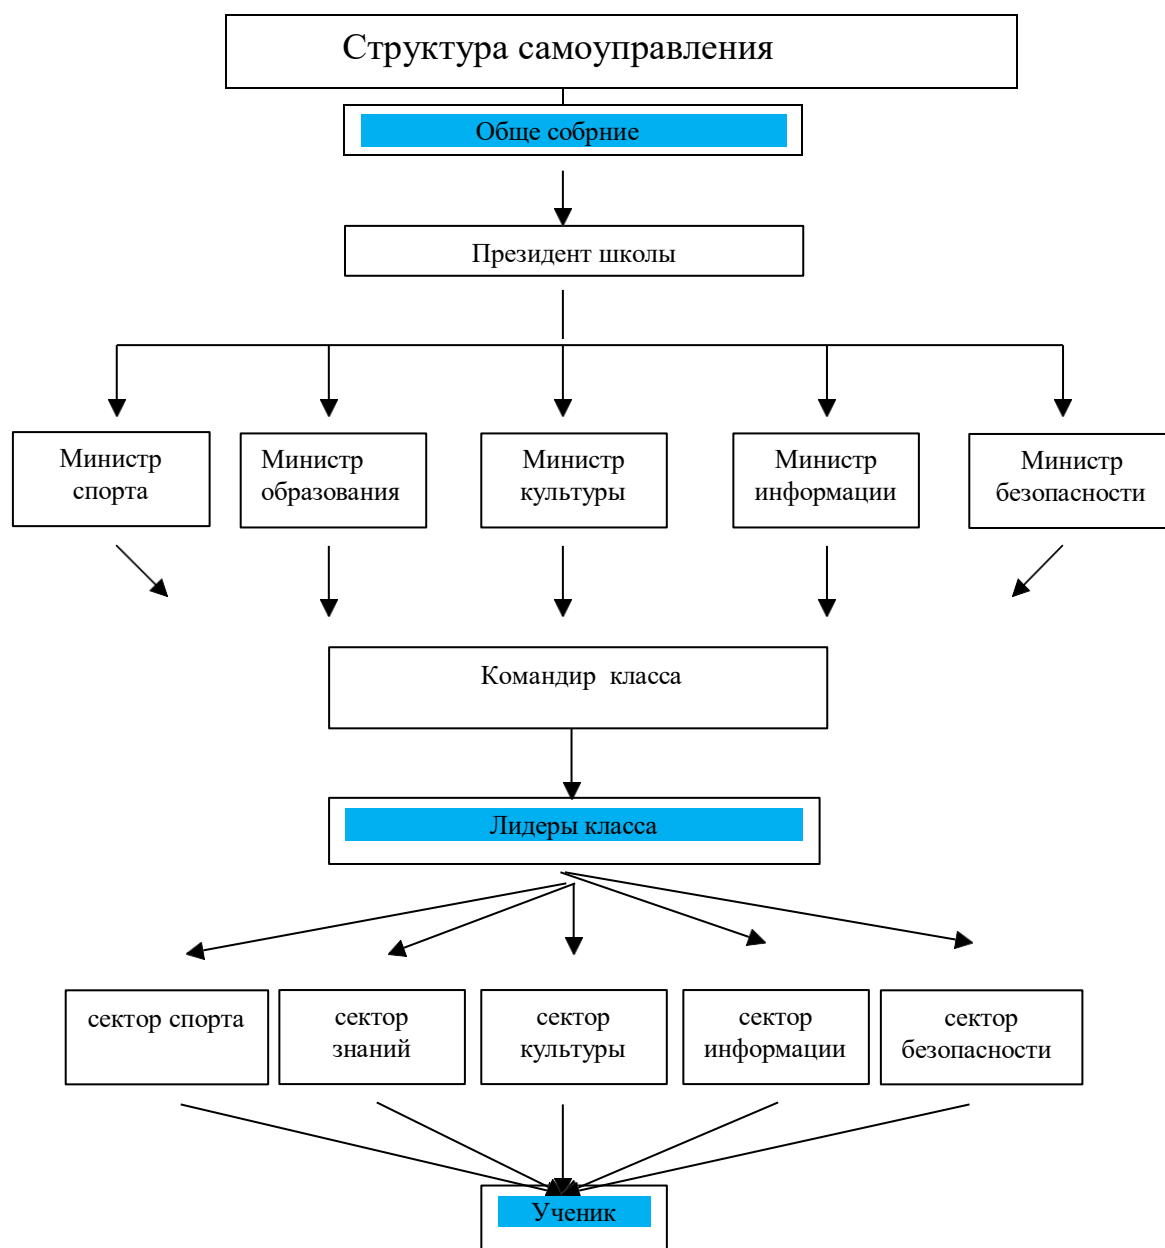 Структура самоуправления
Обще собрние
Президент школы
Министр
спорта
Министр
образования
Министр
культуры
Министр
информации
Министр
безопасности
Командир класса
Лидеры класса
сектор спорта
сектор
знаний
сектор
культуры
сектор
информации
сектор
безопасности
Ученик